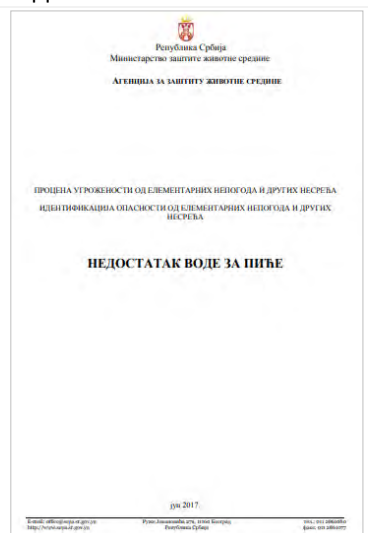 Република Србија
Министарство заштите животне средине
АГЕНЦИЈА ЗА ЗАШТИТУ ЖИВОТНЕ СРЕДИНЕ
ПРОЦЕНА УГРОЖЕНОСТИ ОД ЕЛЕМЕНТАРНИХ НЕПОГОДА И ДРУГИХ НЕСРЕЋА
ИДЕНТИФИКАЦИЈА ОПАСНОСТИ ОД ЕЛЕМЕНТАРНИХ НЕПОГОДА И ДРУГИХ
НЕСРЕЋА
НЕДОСТАТАК ВОДЕ ЗА ПИЋЕ
јун 2017.
Република Србија